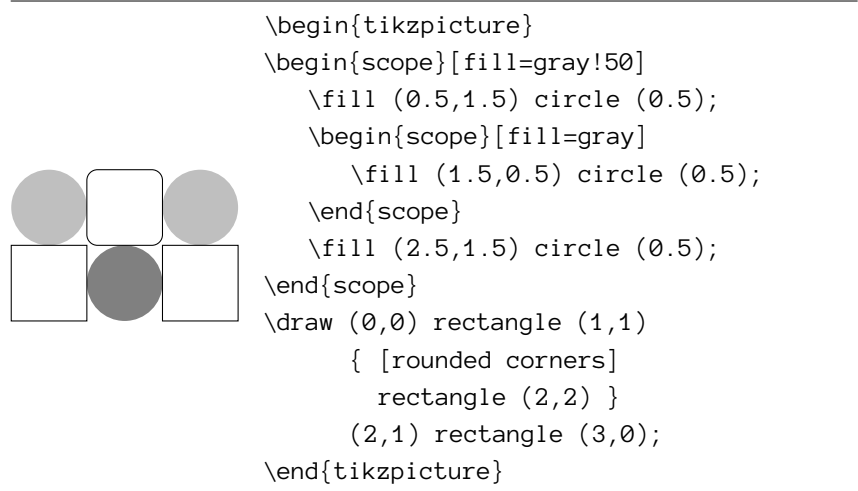 \begin{tikzpicture}
\begin{scope}[fill=gray!50]
\fill (0.5,1.5) circle (0.5);
\begin{scope}[fill=gray]
\fill (1.5,0.5) circle (0.5);
\end{scope}
\fill (2.5,1.5) circle (0.5);
\end{scope}
\draw (0,0) rectangle (1,1)
{ [rounded corners]
rectangle (2,2) }
(2,1) rectangle (3,0);
\end{tikzpicture}